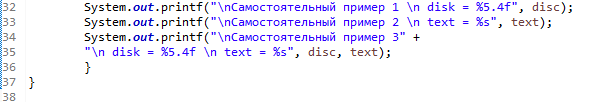 32 System.out.printf("\nСамостоятельный пример 1 \n disk = %5.4f", disc);
33 System.out.printf("\nСамостоятельный пример 2 \n text = %s", text);
34 System.out.printf("\nСамостоятельный пример 3" +
35 "\n disk = %5.4f \n text = %s", disc, text);
36 }
37 }
38